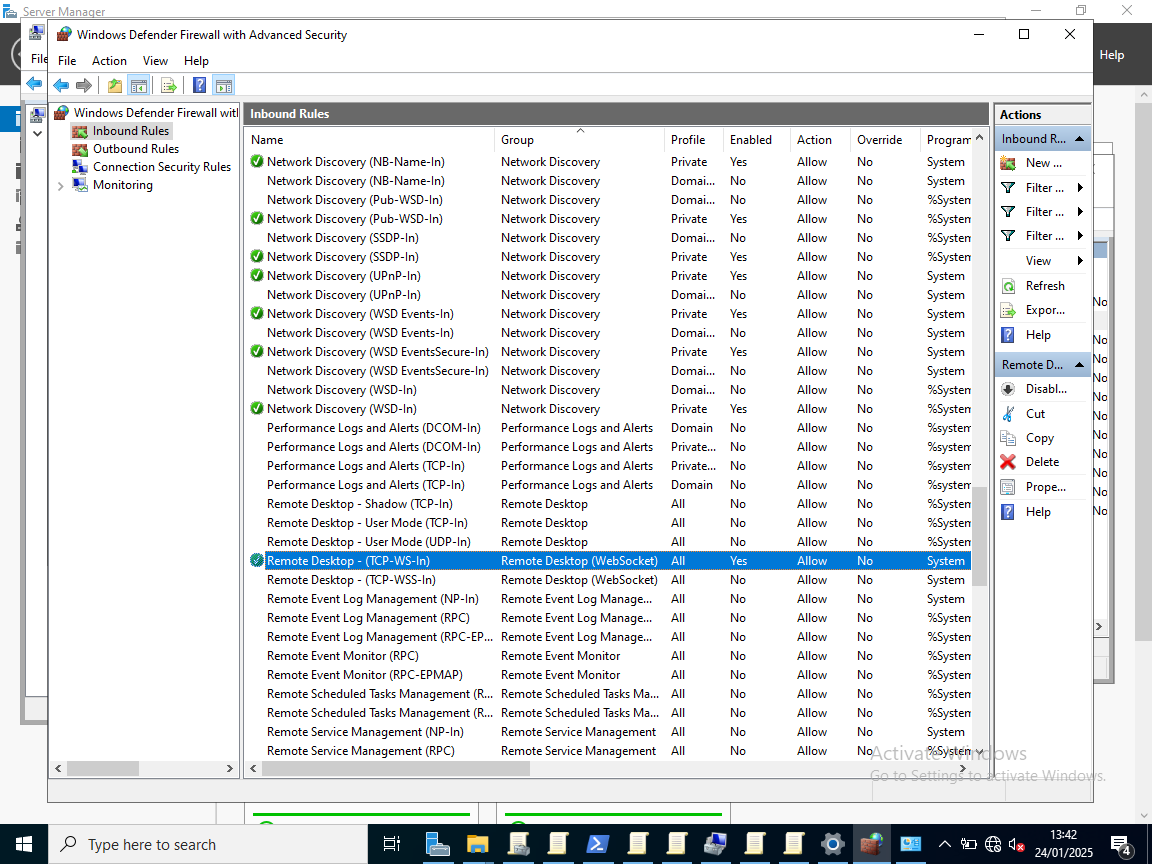 Server Manager
Windows Defender Firewall with Advanced Security
File
File Action View Help
Help
Windows Defender Firewall with
Inbound Rules
Outbound Rules
Connection Security Rules
Monitoring
Inbound Rules
Name Group Profile Enabled Action Override Program
Network Discovery (NB-Name-In) Network Discovery Private Yes Allow No System
Network Discovery (NB-Name-In) Network Discovery Domai... No Allow No System
Network Discovery (Pub-WSD-In) Network Discovery Domai... No Allow No %System
Network Discovery (Pub-WSD-In) Network Discovery Private Yes Allow No %System
Network Discovery (SSDP-In) Network Discovery Domai... No Allow No %System
Network Discovery (SSDP-In) Network Discovery Private Yes Allow No %System
Network Discovery (UPnP-In) Network Discovery Private Yes Allow No System
Network Discovery (UPnP-In) Network Discovery Domai... No Allow No System
Network Discovery (WSD Events-In) Network Discovery Private Yes Allow No System
Network Discovery (WSD Events-In) Network Discovery Domai... No Allow No System
Network Discovery (WSD EventsSecure-In) Network Discovery Private Yes Allow No System
Network Discovery (WSD EventsSecure-In) Network Discovery Domai... No Allow No System
Network Discovery (WSD-In) Network Discovery Domai... No Allow No %System
Network Discovery (WSD-In) Network Discovery Private Yes Allow No %System
Performance Logs and Alerts (DCOM-In) Performance Logs and Alerts Domain No Allow No %system
Performance Logs and Alerts (DCOM-In) Performance Logs and Alerts Private... No Allow No %system
Performance Logs and Alerts (TCP-In) Performance Logs and Alerts Private... No Allow No %system
Performance Logs and Alerts (TCP-In) Performance Logs and Alerts Domain No Allow No %system
Remote Desktop - Shadow (TCP-In) Remote Desktop All No Allow No %System
Remote Desktop - User Mode (TCP-In) Remote Desktop All No Allow No %System
Remote Desktop - User Mode (UDP-In) Remote Desktop All No Allow No %System
Remote Desktop - (TCP-WS-In) Remote Desktop (WebSocket) All Yes Allow No System
Remote Desktop - (TCP-WSS-In) Remote Desktop (WebSocket) All No Allow No System
Remote Event Log Management (NP-In) Remote Event Log Manage... All No Allow No System
Remote Event Log Management (RPC) Remote Event Log Manage... All No Allow No %System
Remote Event Log Management (RPC-EP... Remote Event Log Manage... All No Allow No %System
Remote Event Monitor (RPC) Remote Event Monitor All No Allow No %System
Remote Event Monitor (RPC-EPMAP) Remote Event Monitor All No Allow No %System
Remote Scheduled Tasks Management (R... Remote Scheduled Tasks Ma... All No Allow No %System
Remote Scheduled Tasks Management (R... Remote Scheduled Tasks Ma... All No Allow No %System
Remote Service Management (NP-In) Remote Service Management All No Allow No System
Remote Service Management (RPC) Remote Service Management All No Allow No %System
Actions
Inbound R...
New ...
Filter ...
Filter ...
Filter ...
View
Refresh
Expor...
Help
Remote D...
Disabl...
Cut
Copy
Delete
Prope...
Help
No
No
No
No
No
No
No
No
No
No
No
Activate Windows
Go to Settings to activate Windows.
Type here to search
13:42
24/01/2025
4